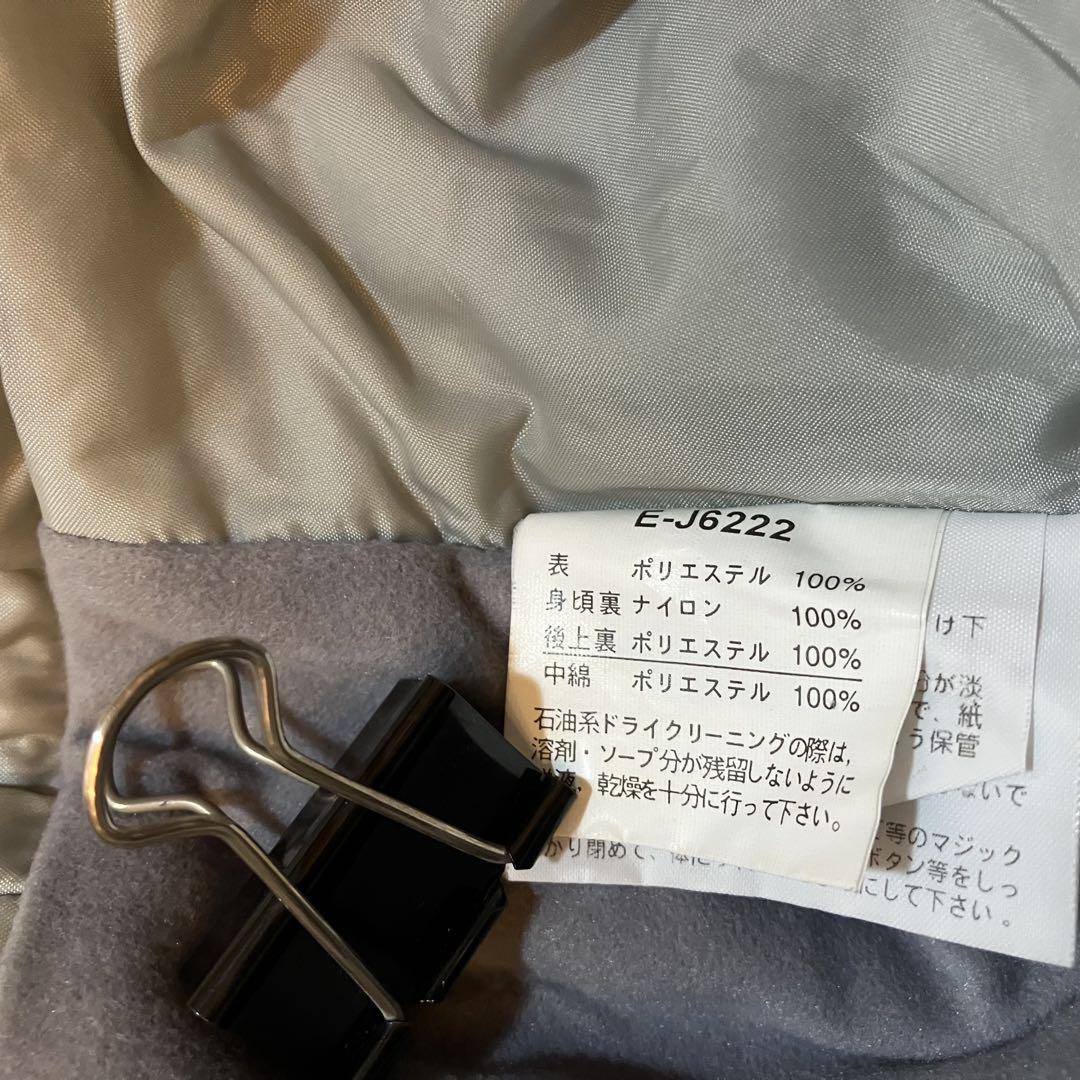 E-J6222
表 ポリエステル 100%
身頃裏 ナイロン 100%
後上裏 ポリエステル 100%
中綿 ポリエステル 100%
石油系ドライクリーニングの際は、
溶剤・ソープ分が残留しないように
乾燥を十分に行って下さい。
け下
が淡
で、紙
う保管
ないで
等のマジック
かり閉めて、 ボタン等をしっ
にして下さい。